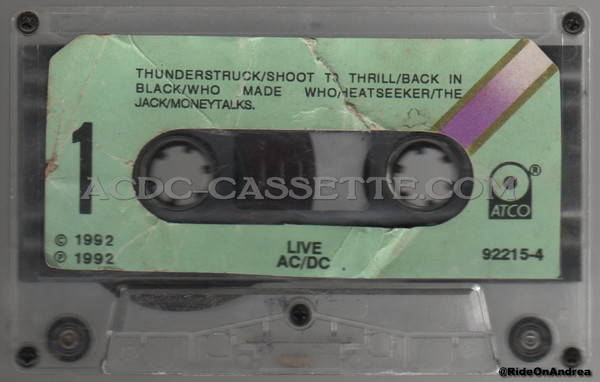 THUNDERSTRUCK/SHOOT TO THRILL/BACK IN
BLACK/WHO MADE WHO/HEATSEEKER/THE
JACK/MONEYTALKS.
1
ACDC-CASSETTE.COM
®
ATCO
© 1992
℗ 1992
LIVE
AC/DC
92215-4
@RideOnAndrea